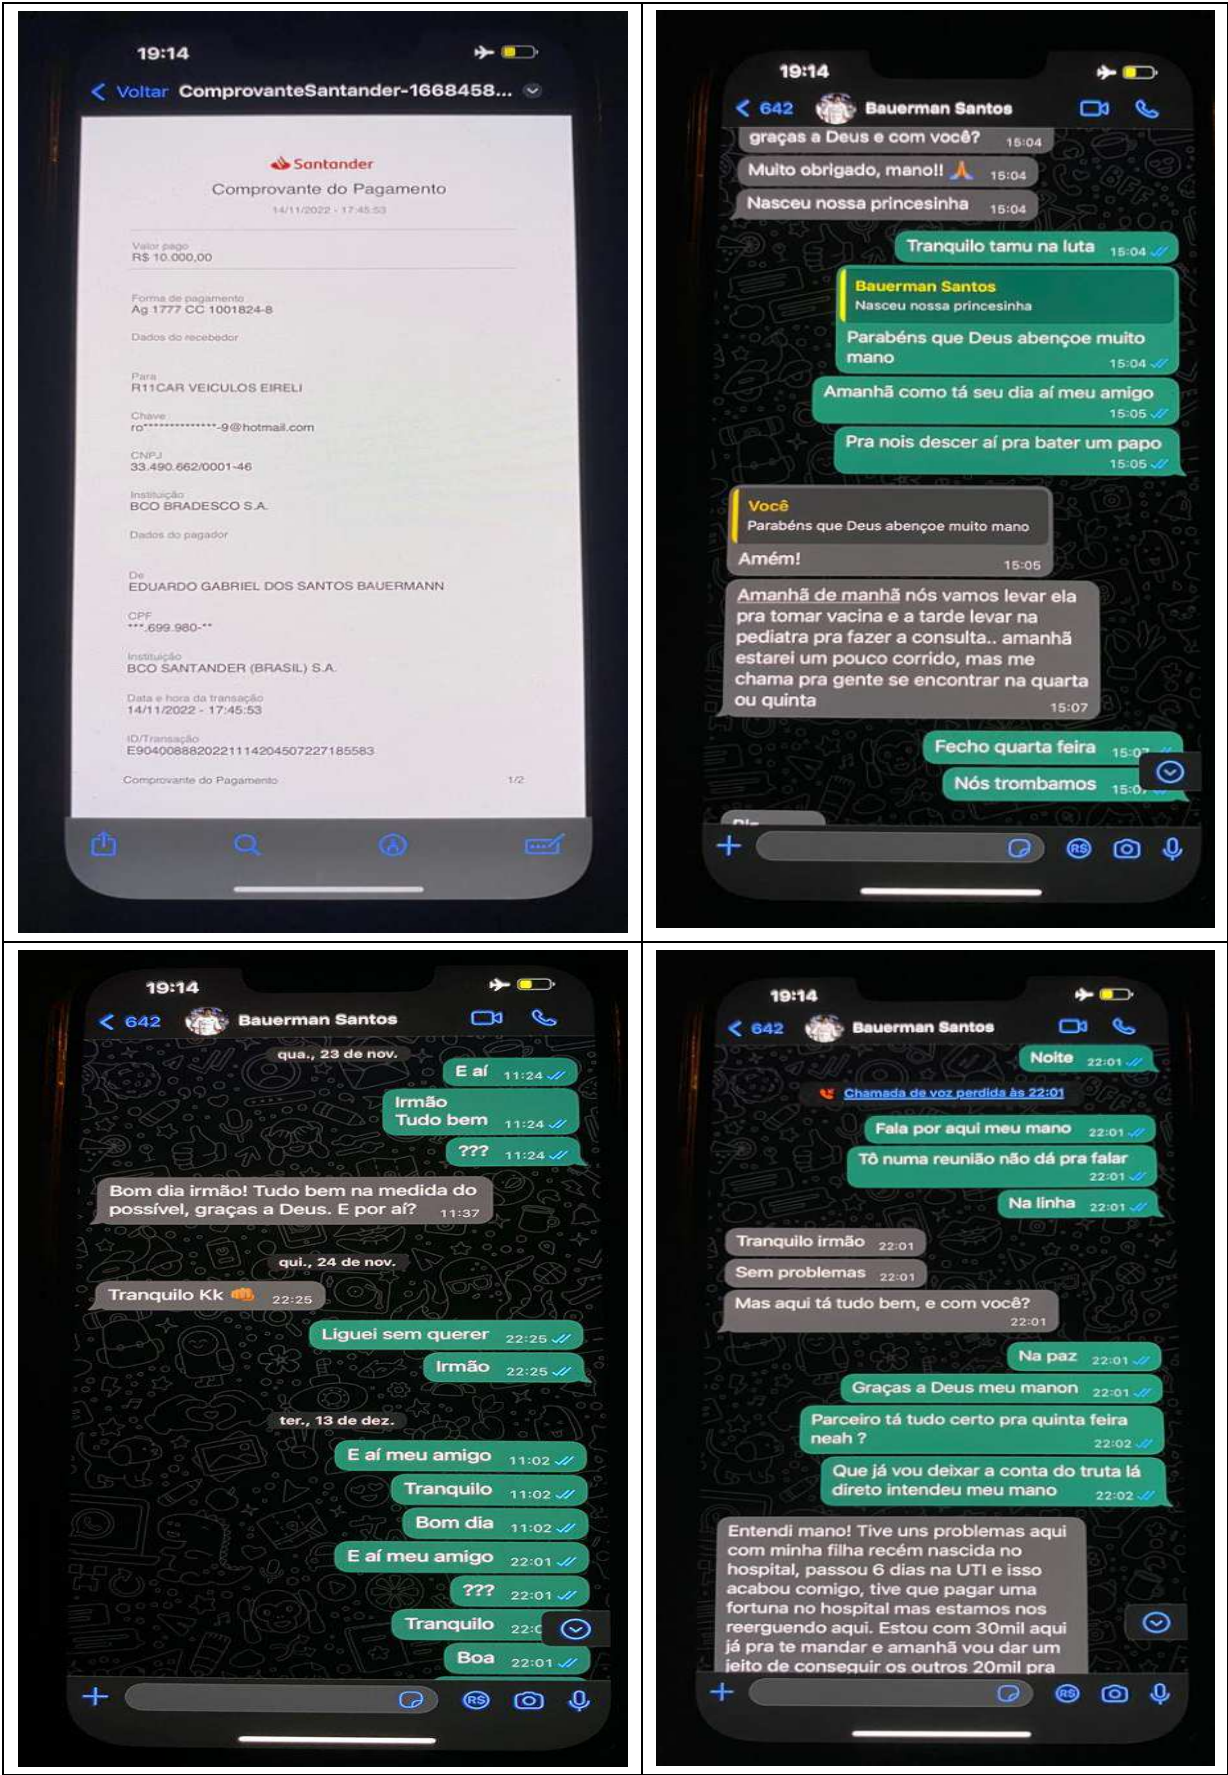 19:14
Voltar ComprovanteSantander-1668458...
Santander
Comprovante do Pagamento
14/11/2022 - 17:45:53
Valor pago
R$ 10.000,00
Forma de pagamento
Ag 1777 CC 1001824-8
Dados do recebedor
Para
R11CAR VEICULOS EIRELI
Chave
ro**************-9@hotmail.com
CNPJ
33.490.662/0001-46
Instituição
BCO BRADESCO S.A.
Dados do pagador
De
EDUARDO GABRIEL DOS SANTOS BAUERMANN
CPF
***.699.980-**
Instituição
BCO SANTANDER (BRASIL) S.A.
Data e hora da transação
14/11/2022 - 17:45:53
ID/Transação
E9040088820221114204507227185583
Comprovante do Pagamento 1/2
19:14
642 Bauerman Santos
graças a Deus e com você? 15:04
Muito obrigado, mano!! 🙏 15:04
Nasceu nossa princesinha 15:04
Tranquilo tamu na luta 15:04
Bauerman Santos
Nasceu nossa princesinha
Parabéns que Deus abençoe muito
mano 15:04
Amanhã como tá seu dia aí meu amigo
15:05
Pra nois descer aí pra bater um papo
15:05
Você
Parabéns que Deus abençoe muito mano
Amém! 15:05
Amanhã de manhã nós vamos levar ela
pra tomar vacina e a tarde levar na
pediatra pra fazer a consulta.. amanhã
estarei um pouco corrido, mas me
chama pra gente se encontrar na quarta
ou quinta 15:07
Fecho quarta feira 15:07
Nós trombamos 15:07
R$
19:14
642 Bauerman Santos
qua., 23 de nov.
E aí 11:24
Irmão
Tudo bem 11:24
??? 11:24
Bom dia irmão! Tudo bem na medida do
possível, graças a Deus. E por aí? 11:37
qui., 24 de nov.
Tranquilo Kk 👊 22:25
Liguei sem querer 22:25
Irmão 22:25
ter., 13 de dez.
E aí meu amigo 11:02
Tranquilo 11:02
Bom dia 11:02
E aí meu amigo 22:01
??? 22:01
Tranquilo 22:0
Boa 22:01
R$
19:14
642 Bauerman Santos
Noite 22:01
Chamada de voz perdida às 22:01
Fala por aqui meu mano 22:01
Tô numa reunião não dá pra falar
22:01
Na linha 22:01
Tranquilo irmão 22:01
Sem problemas 22:01
Mas aqui tá tudo bem, e com você?
22:01
Na paz 22:01
Graças a Deus meu manon 22:01
Parceiro tá tudo certo pra quinta feira
neah ? 22:02
Que já vou deixar a conta do truta lá
direto intendeu meu mano 22:02
Entendi mano! Tive uns problemas aqui
com minha filha recém nascida no
hospital, passou 6 dias na UTI e isso
acabou comigo, tive que pagar uma
fortuna no hospital mas estamos nos
reerguendo aqui. Estou com 30mil aqui
já pra te mandar e amanhã vou dar um
jeito de conseguir os outros 20mil pra
R$